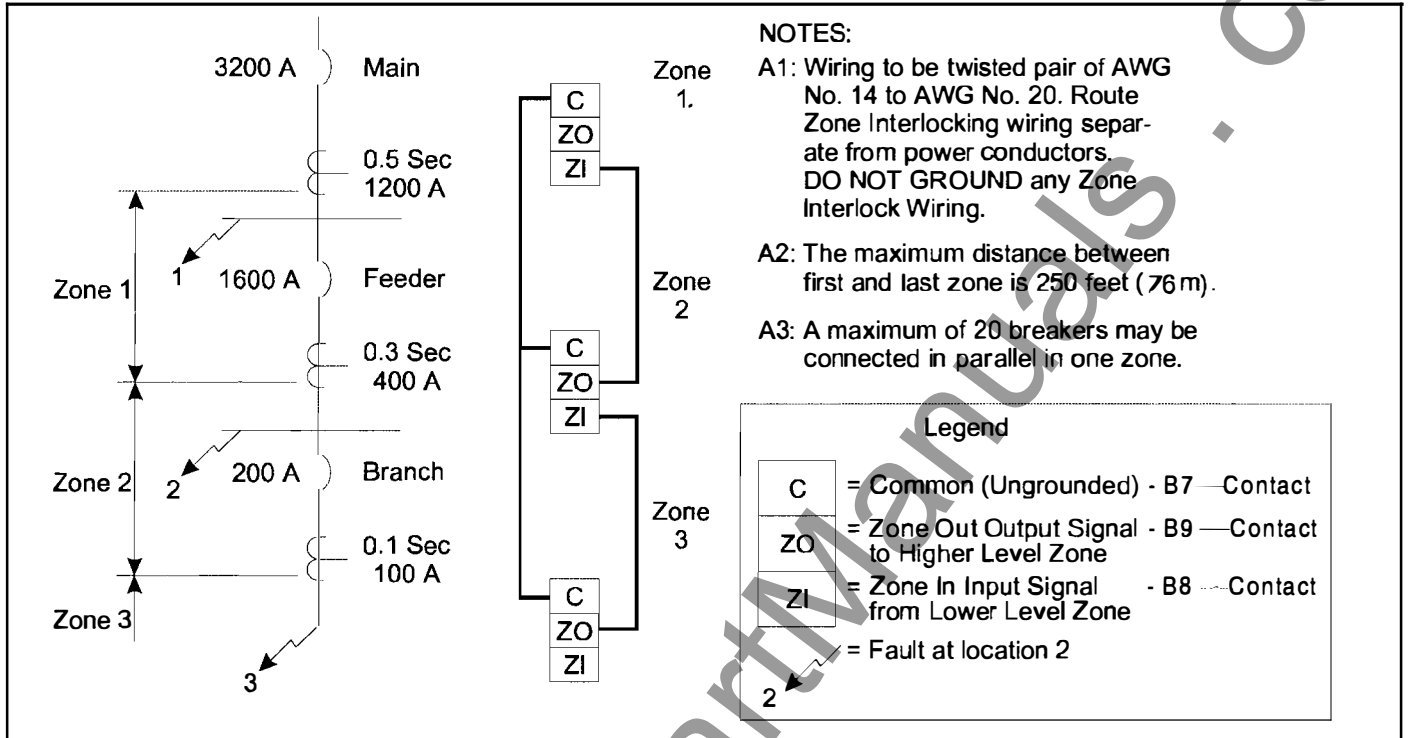 3200 A
Main
0.5 Sec
1200 A
Zone 1
1
1600 A
Feeder
0.3 Sec
400 A
Zone 2
2
200 A
Branch
0.1 Sec
100 A
Zone 3
3
C
ZO
ZI
Zone
1.
C
ZO
ZI
Zone
2
Zone
3
C
ZO
ZI
NOTES:
A1: Wiring to be twisted pair of AWG
No. 14 to AWG No. 20. Route
Zone Interlocking wiring separ-
ate from power conductors.
DO NOT GROUND any Zone
Interlock Wiring.
A2: The maximum distance between
first and last zone is 250 feet (76 m).
A3: A maximum of 20 breakers may be
connected in parallel in one zone.
Legend
C = Common (Ungrounded) - B7 — Contact
ZO = Zone Out Output Signal - B9 — Contact
to Higher Level Zone
ZI = Zone In Input Signal - B8 — Contact
from Lower Level Zone
= Fault at location 2
2